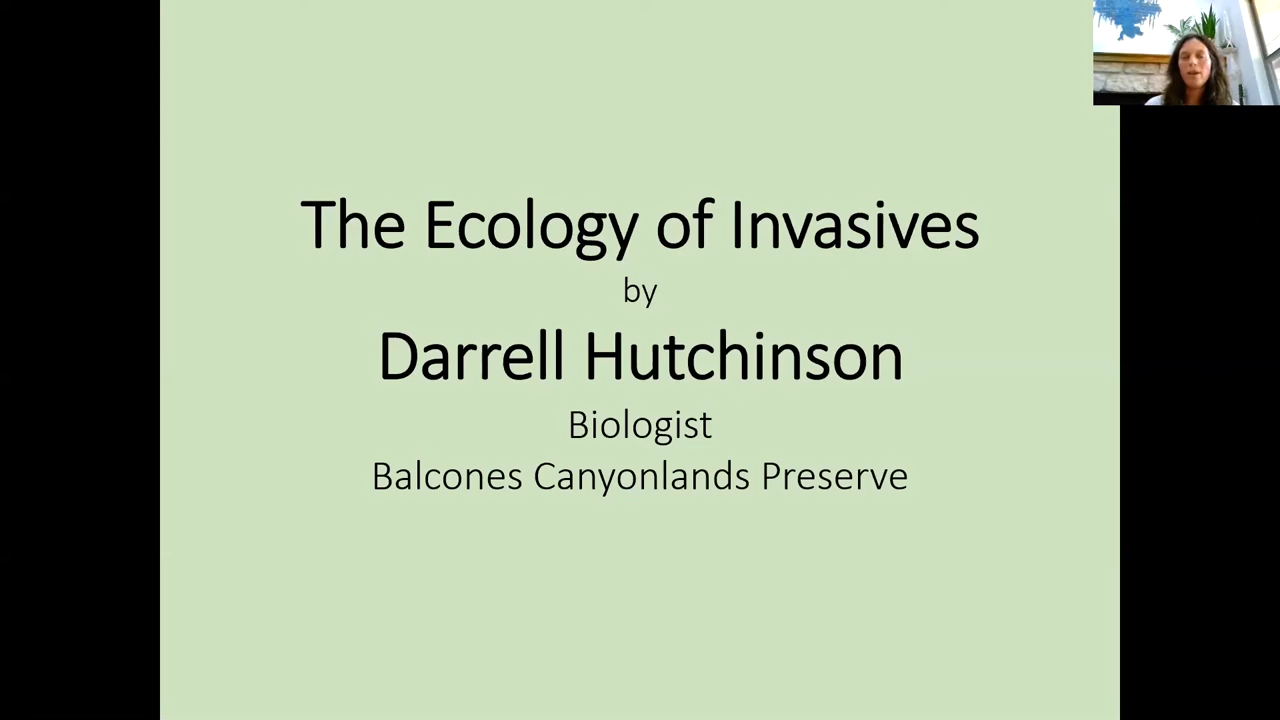 The Ecology of Invasives
by
Darrell Hutchinson
Biologist
Balcones Canyonlands Preserve